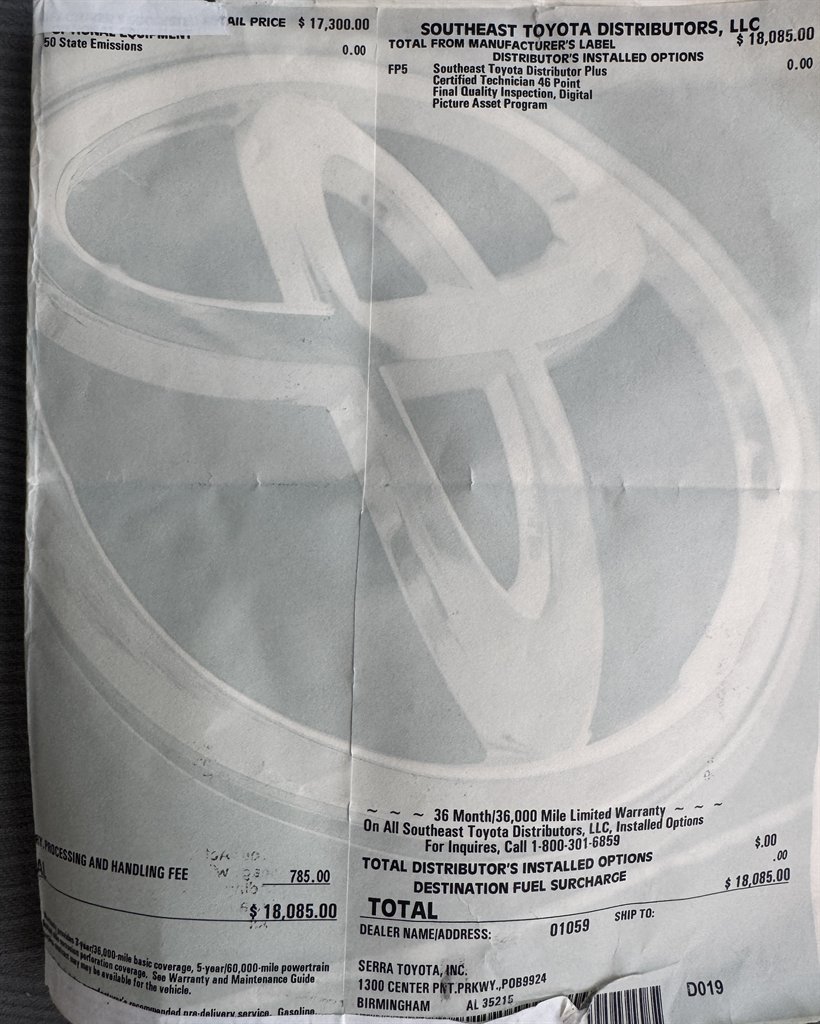 AIL PRICE $ 17,300.00
50 State Emissions 0.00
785.00
PROCESSING AND HANDLING FEE
$ 18,085.00
3-year/36,000-mile basic coverage, 5-year/60,000-mile powertrain
perforation coverage. See Warranty and Maintenance Guide
may be available for the vehicle.
recommended pre-delivery service. Gasoline,
SOUTHEAST TOYOTA DISTRIBUTORS, LLC
TOTAL FROM MANUFACTURER'S LABEL $ 18,085.00
DISTRIBUTOR'S INSTALLED OPTIONS
FP5 Southeast Toyota Distributor Plus 0.00
Certified Technician 46 Point
Final Quality Inspection, Digital
Picture Asset Program
~ ~ ~ 36 Month/36,000 Mile Limited Warranty ~ ~ ~
On All Southeast Toyota Distributors, LLC, Installed Options
For Inquires, Call 1-800-301-6859
TOTAL DISTRIBUTOR'S INSTALLED OPTIONS $.00
DESTINATION FUEL SURCHARGE .00
TOTAL $ 18,085.00
DEALER NAME/ADDRESS: 01059 SHIP TO:
SERRA TOYOTA, INC.
1300 CENTER PNT.PRKWY.,POB9924
BIRMINGHAM AL 35215
D019